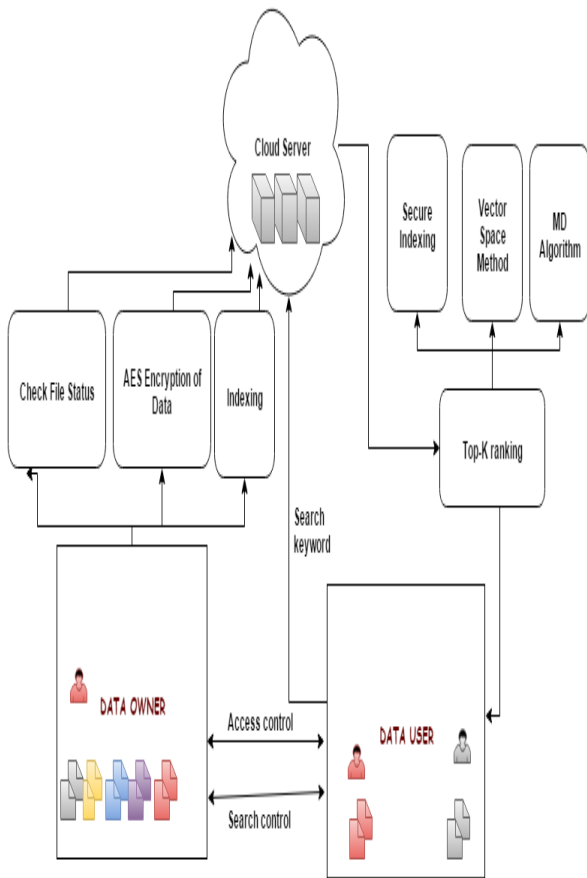 Cloud Server
Secure
Indexing
Vector
Space
Method
MD
Algorithm
Check File Status
AES Encryption of
Data
Indexing
Top-K ranking
Search
keyword
DATA OWNER
Access control
DATA USER
Search control